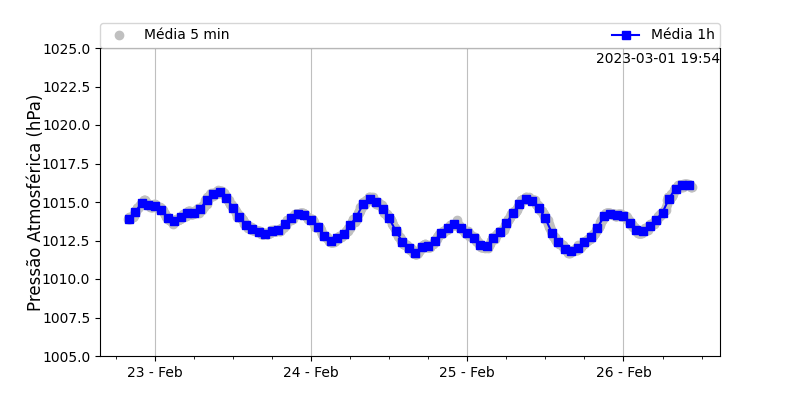 Média 5 min
Média 1h
2023-03-01 19:54
Pressão Atmosférica (hPa)
1025.0
1022.5
1020.0
1017.5
1015.0
1012.5
1010.0
1007.5
1005.0
23 - Feb
24 - Feb
25 - Feb
26 - Feb